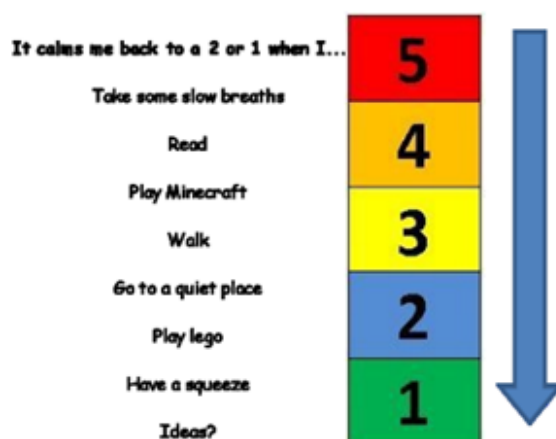 It calms me back to a 2 or 1 when I...
Take some slow breaths
Read
Play Minecraft
Walk
Go to a quiet place
Play lego
Have a squeeze
Ideas?
5
4
3
2
1